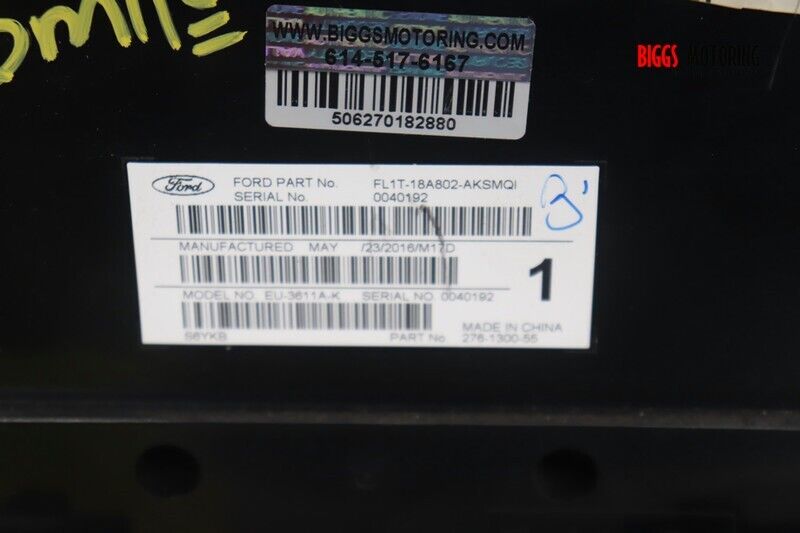 WWW.BIGGSMOTORING.COM
614-517-6167
506270182880
BIGGS MOTORING
Ford
FORD PART No. FL1T-18A802-AKSMQI
SERIAL No. 0040192
MANUFACTURED MAY /23/2016/M17D
1
MODEL NO. EU-3611A-K SERIAL NO. 0040192
MADE IN CHINA
S6YKB PART No 276-1300-55